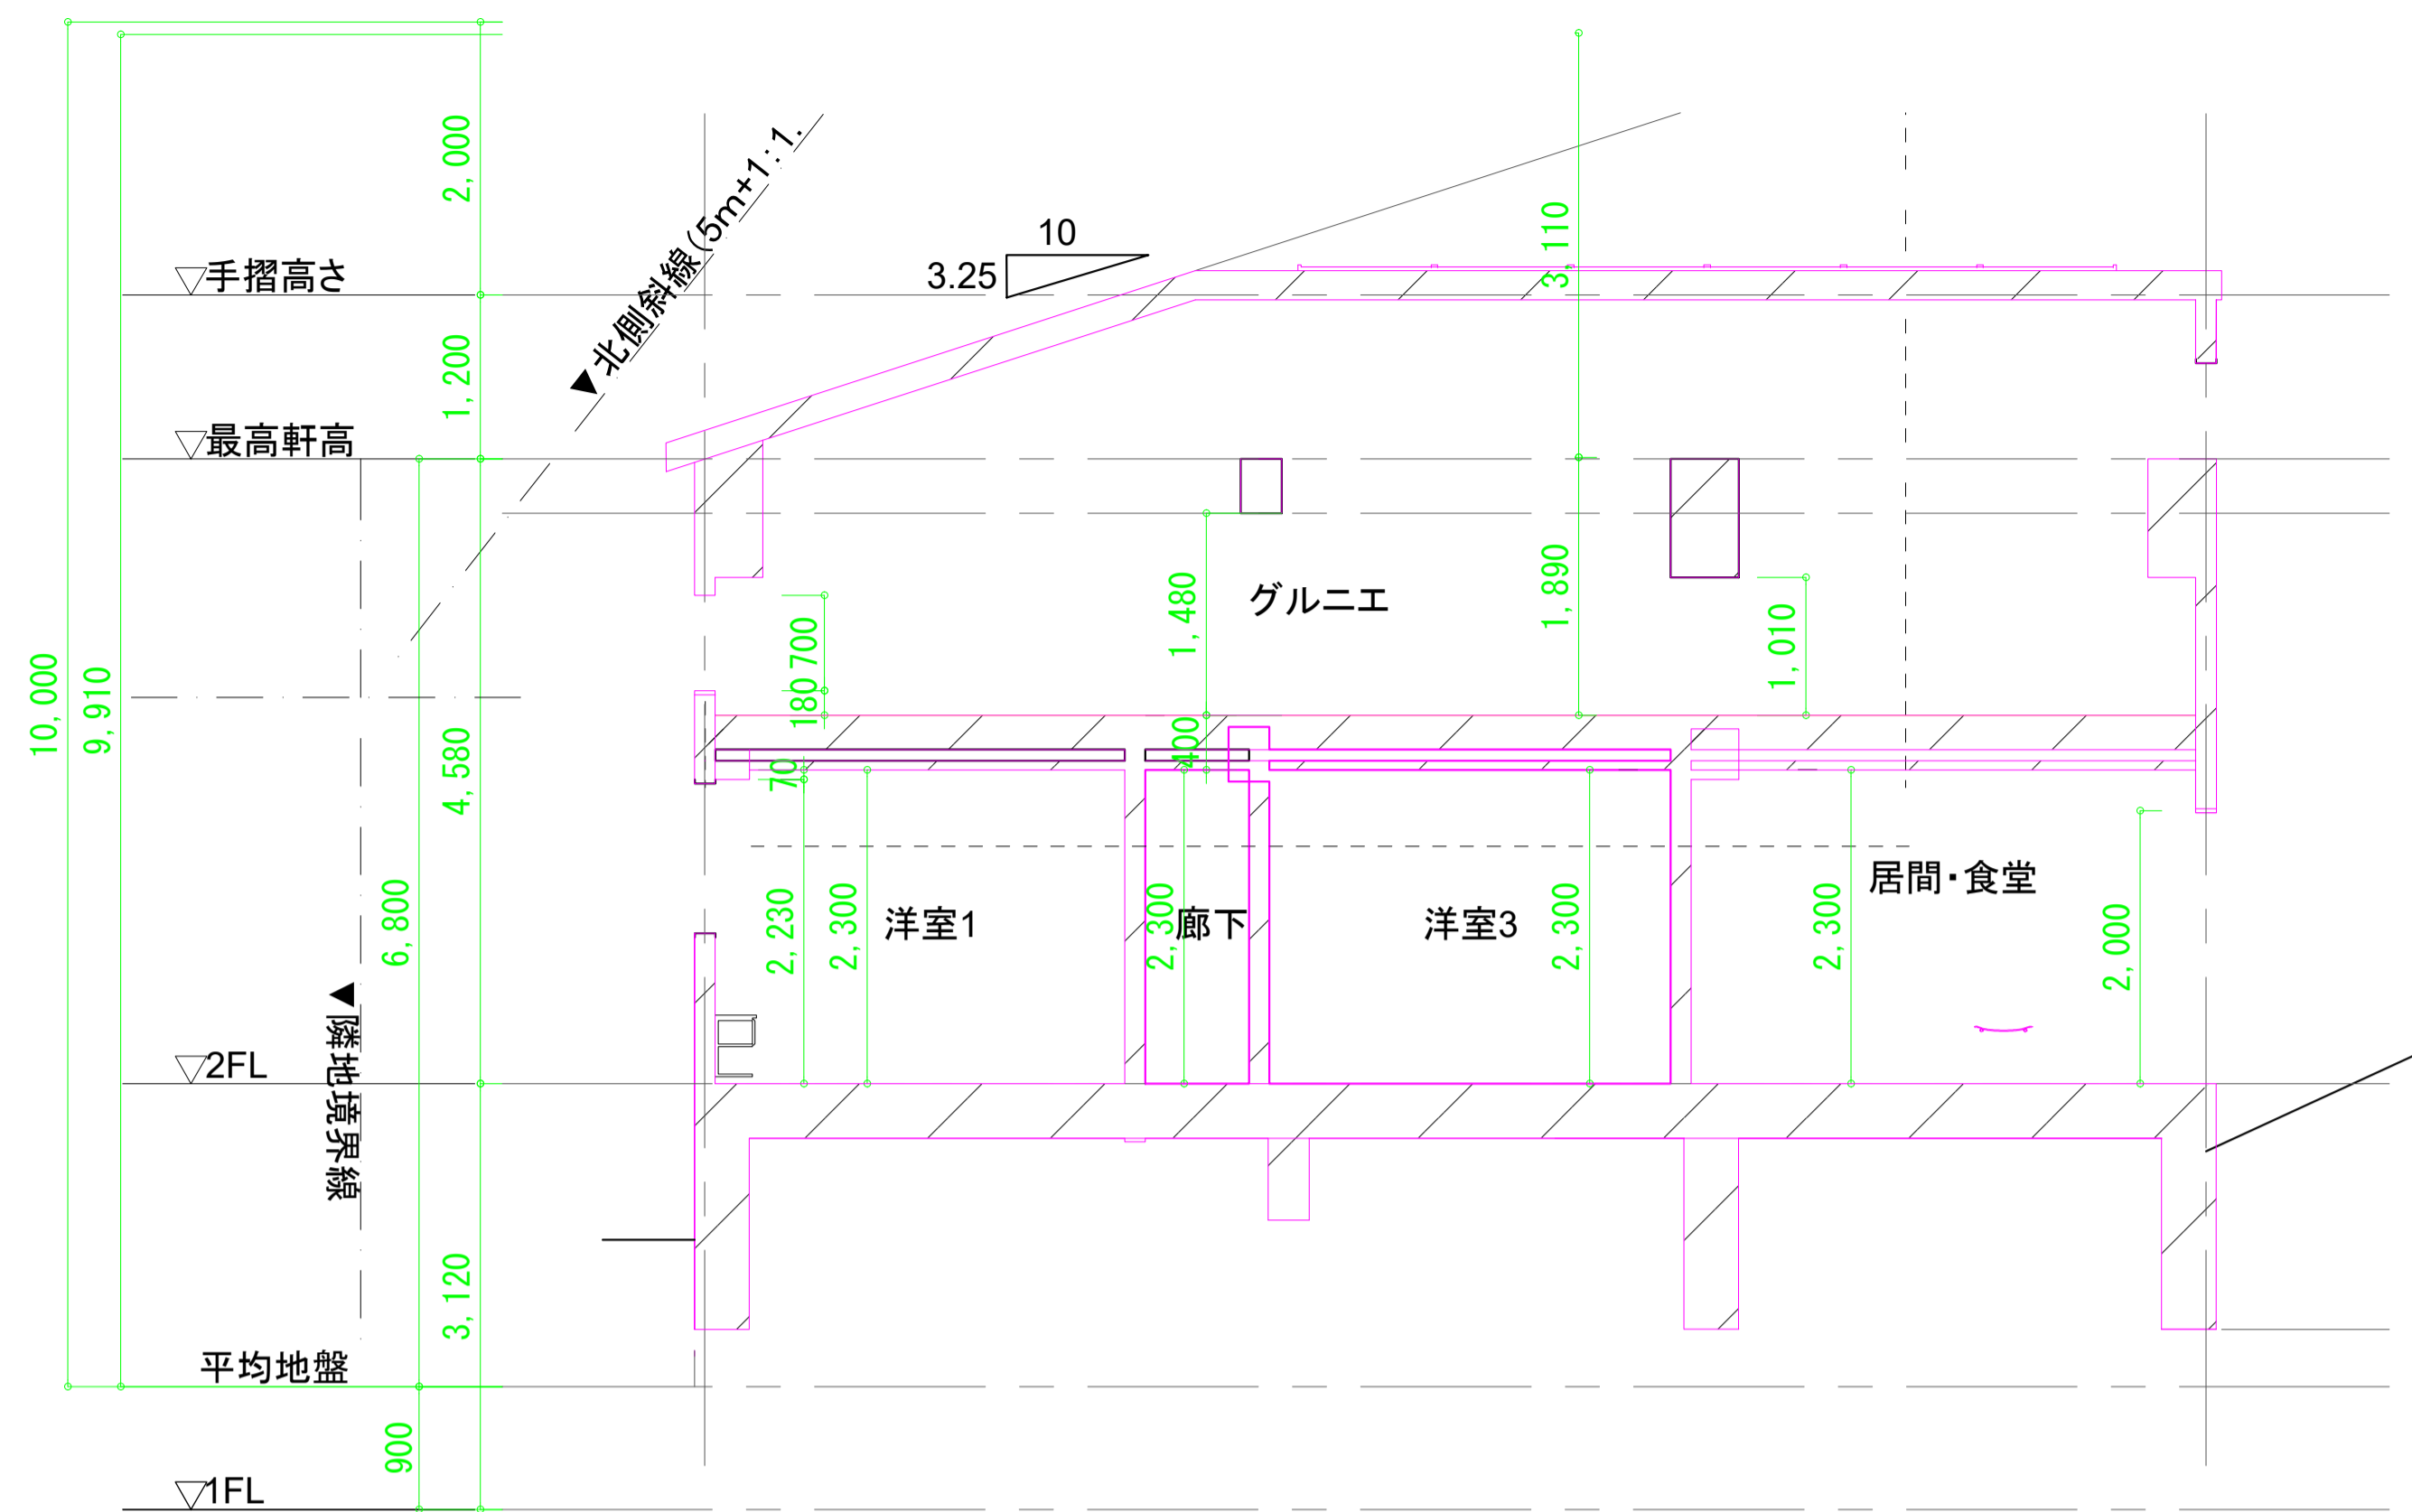 2,000
▼北側斜線(5m+1:1.
10
3.25
3,110
▽手摺高さ
1,200
▽最高軒高
1,480
グルニエ
1,890
1,010
700
180
10,000
9,910
4,580
400
70
6,800
2,230
2,300
洋室1
2,300
廊下
洋室3
2,300
2,300
居間・食堂
2,000
▼隣地境界線
▽2FL
3,120
平均地盤
900
▽1FL